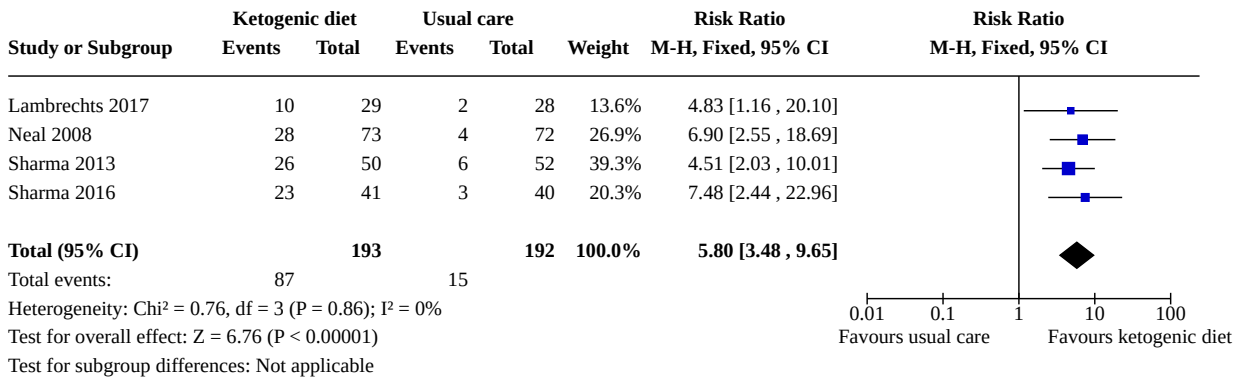 Ketogenic diet Usual care Risk Ratio Risk Ratio
Study or Subgroup Events Total Events Total Weight M-H, Fixed, 95% CI M-H, Fixed, 95% CI
Lambrechts 2017 10 29 2 28 13.6% 4.83 [1.16 , 20.10]
Neal 2008 28 73 4 72 26.9% 6.90 [2.55 , 18.69]
Sharma 2013 26 50 6 52 39.3% 4.51 [2.03 , 10.01]
Sharma 2016 23 41 3 40 20.3% 7.48 [2.44 , 22.96]
Total (95% CI) 193 192 100.0% 5.80 [3.48 , 9.65]
Total events: 87 15
Heterogeneity: Chi² = 0.76, df = 3 (P = 0.86); I² = 0%
Test for overall effect: Z = 6.76 (P < 0.00001)
Test for subgroup differences: Not applicable
0.01 0.1 1 10 100
Favours usual care Favours ketogenic diet